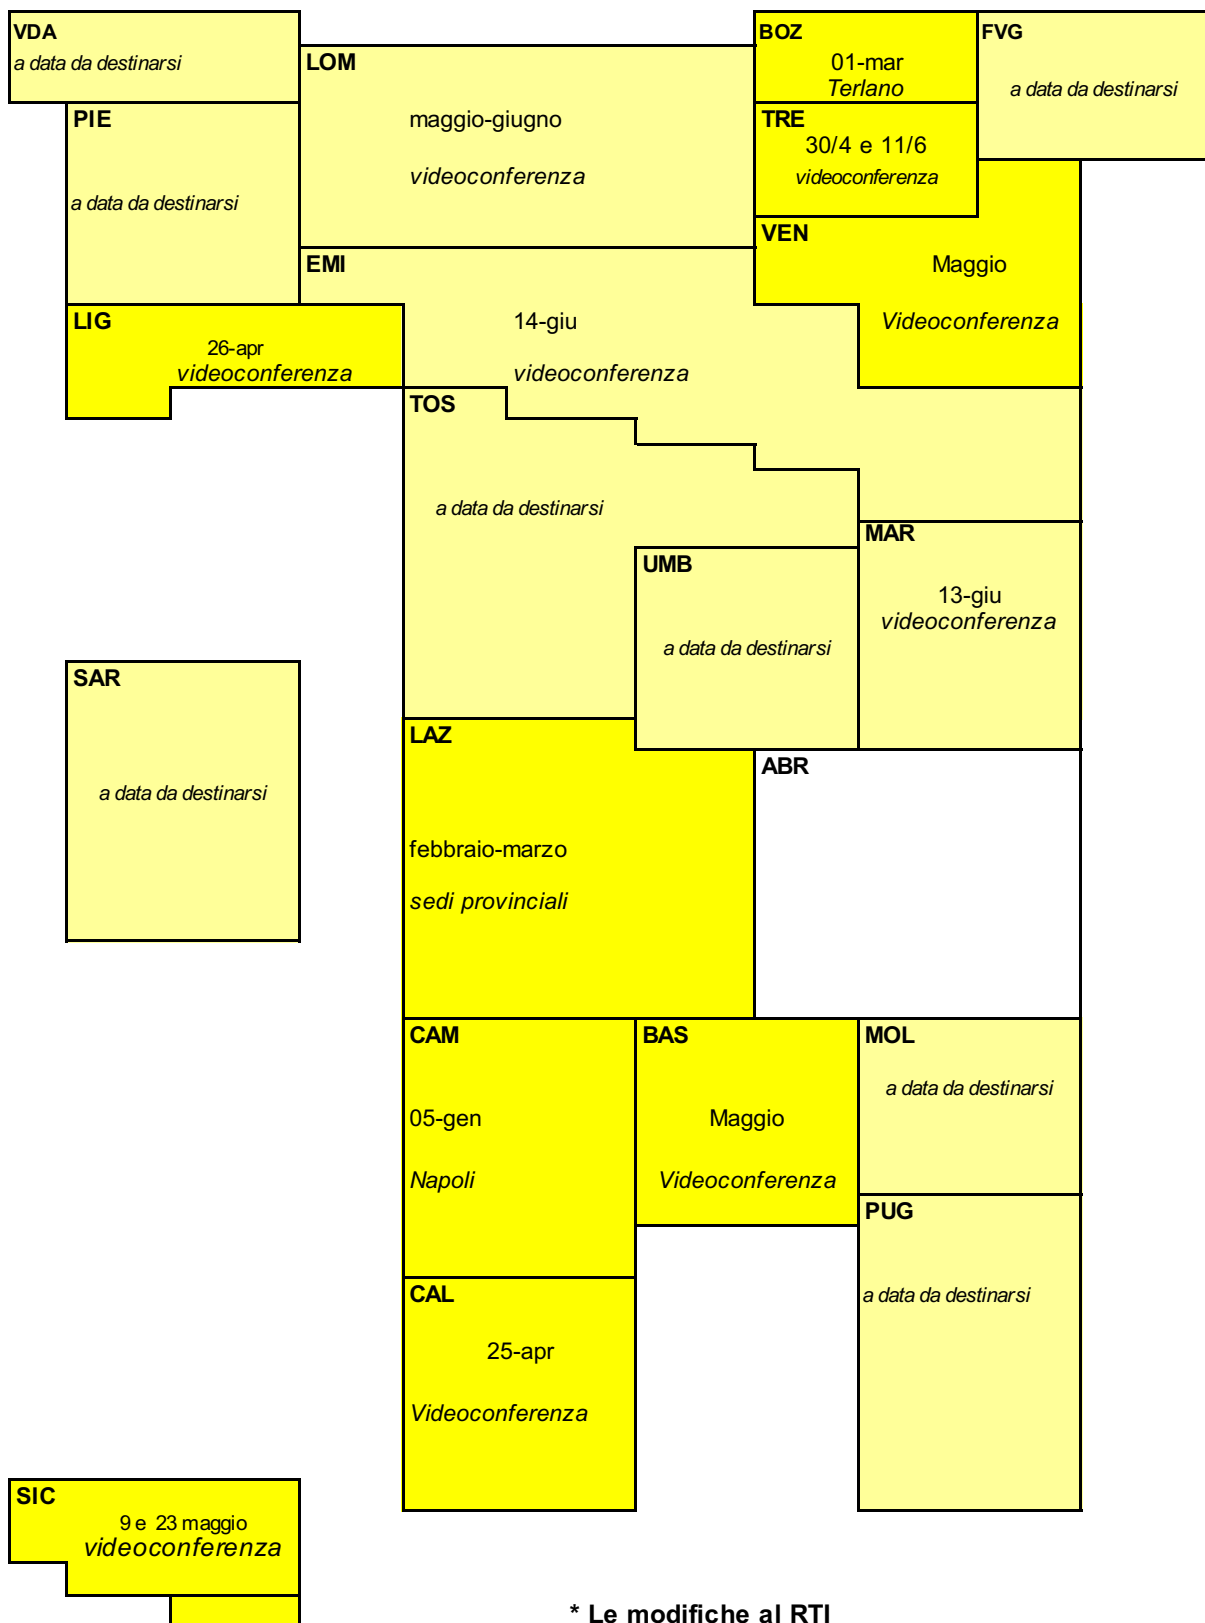 VDA
a data da destinarsi
LOM
maggio-giugno
videoconferenza
BOZ
01-mar
Terlano
FVG
a data da destinarsi
PIE
a data da destinarsi
TRE
30/4 e 11/6
videoconferenza
VEN
Maggio
Videoconferenza
EMI
14-giu
videoconferenza
LIG
26-apr
videoconferenza
TOS
a data da destinarsi
MAR
13-giu
videoconferenza
UMB
a data da destinarsi
SAR
a data da destinarsi
LAZ
febbraio-marzo
sedi provinciali
ABR
CAM
05-gen
Napoli
BAS
Maggio
Videoconferenza
MOL
a data da destinarsi
PUG
a data da destinarsi
CAL
25-apr
Videoconferenza
SIC
9 e 23 maggio
videoconferenza
* Le modifiche al RTI